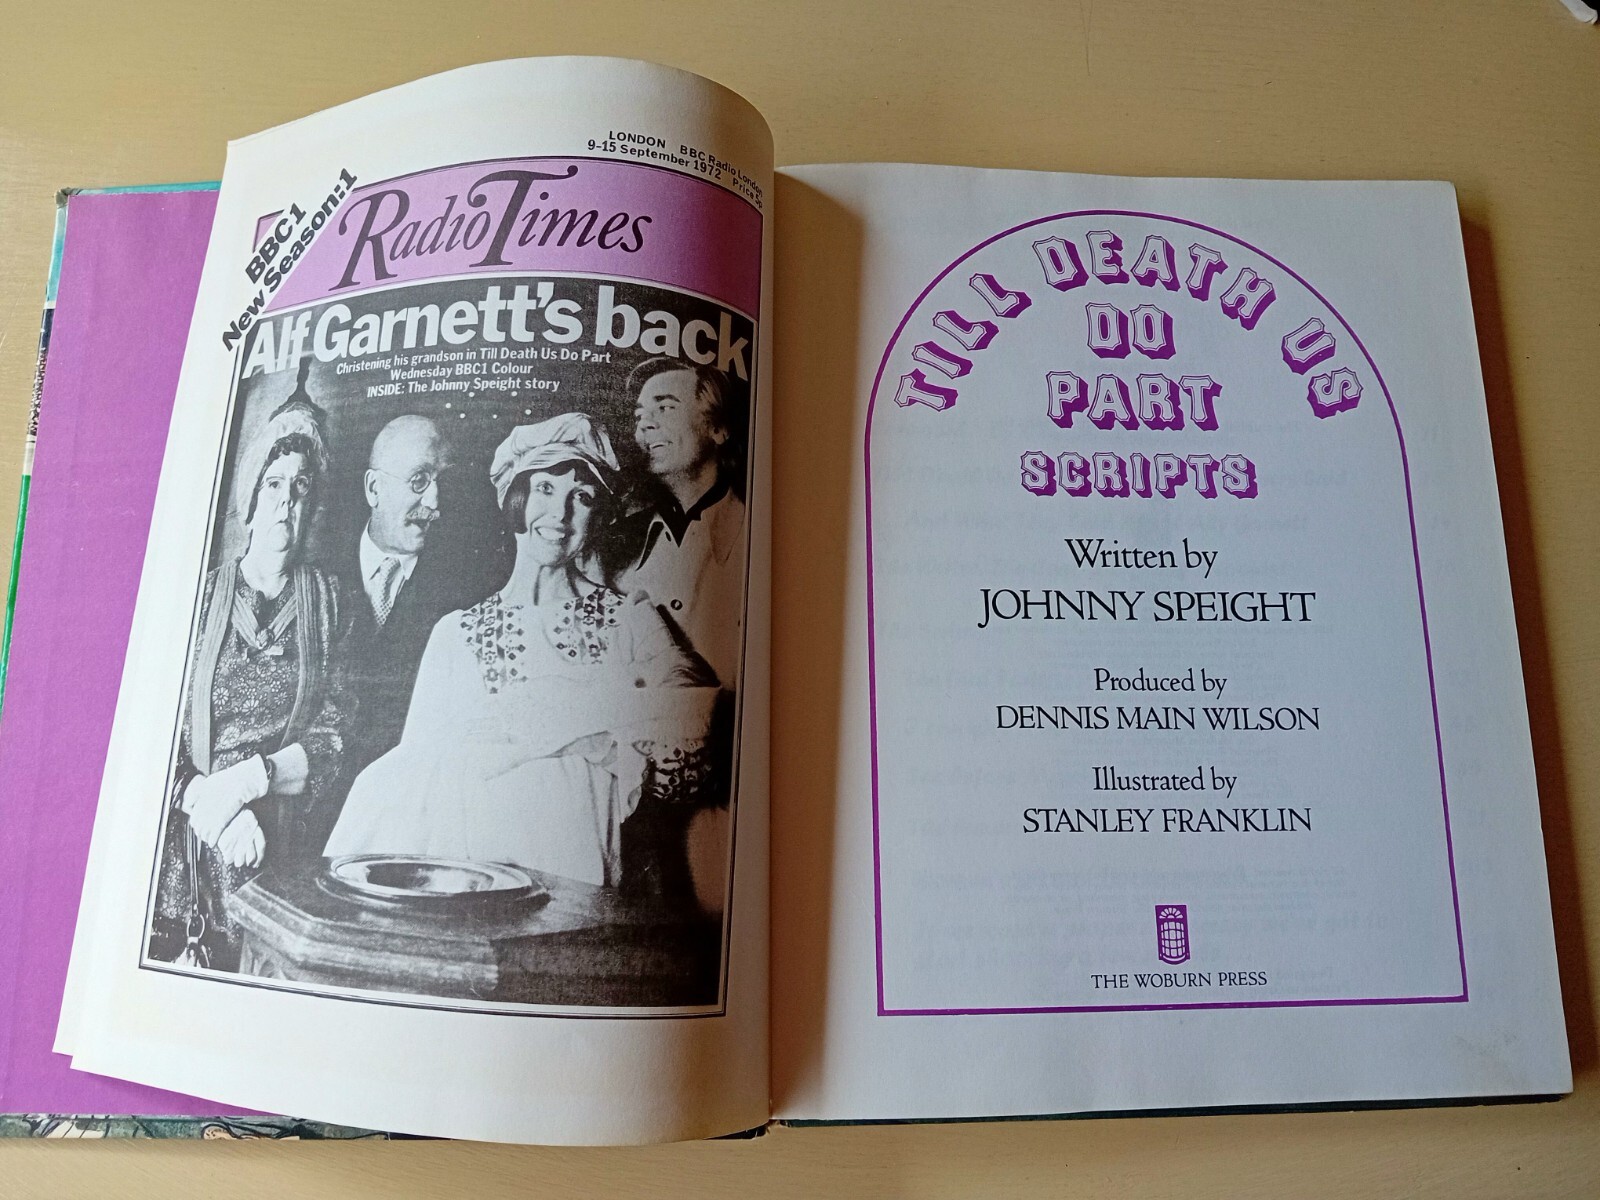 LONDON BBC Radio London
9-15 September 1972 Price 5p
BBC1
New Season:1
Radio Times
Alf Garnett's back
Christening his grandson in Till Death Us Do Part
Wednesday BBC1 Colour
INSIDE: The Johnny Speight story
TILL DEATH US
DO
PART
SCRIPTS
Written by
JOHNNY SPEIGHT
Produced by
DENNIS MAIN WILSON
Illustrated by
STANLEY FRANKLIN
THE WOBURN PRESS